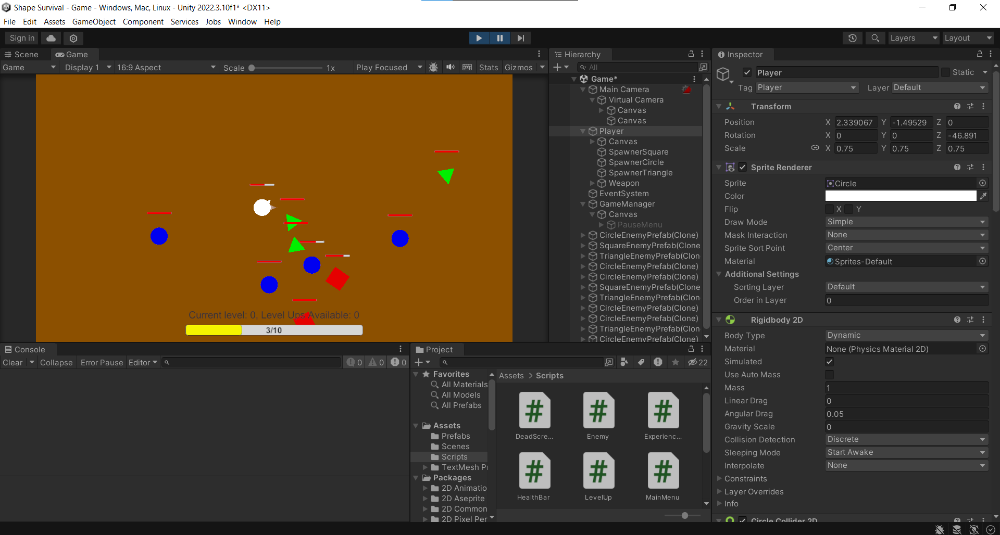 Shape Survival - Game - Windows, Mac, Linux - Unity 2022.3.10f1* <DX11>
File Edit Assets GameObject Component Services Jobs Window Help
Sign in
Layers
Layout
Scene
Game
Game
Display 1
16:9 Aspect
Scale
1x
Play Focused
Stats
Gizmos
Current level: 0, Level Ups Available: 0
3/10
Hierarchy
All
Game*
Main Camera
Virtual Camera
Canvas
Canvas
Player
Canvas
SpawnerSquare
SpawnerCircle
SpawnerTriangle
Weapon
EventSystem
GameManager
Canvas
PauseMenu
CircleEnemyPrefab(Clone)
SquareEnemyPrefab(Clone
TriangleEnemyPrefab(Clon
CircleEnemyPrefab(Clone)
CircleEnemyPrefab(Clone)
SquareEnemyPrefab(Clone
TriangleEnemyPrefab(Clon
CircleEnemyPrefab(Clone)
CircleEnemyPrefab(Clone)
TriangleEnemyPrefab(Clon
CircleEnemyPrefab(Clone)
Inspector
Player
Static
Tag Player
Layer Default
Transform
Position X 2.339067 Y -1.49529 Z 0
Rotation X 0 Y 0 Z -46.891
Scale X 0.75 Y 0.75 Z 0.75
Sprite Renderer
Sprite Circle
Color
Flip X Y
Draw Mode Simple
Mask Interaction None
Sprite Sort Point Center
Material Sprites-Default
Additional Settings
Sorting Layer Default
Order in Layer 0
Rigidbody 2D
Body Type Dynamic
Material None (Physics Material 2D)
Simulated
Use Auto Mass
Mass 1
Linear Drag 0
Angular Drag 0.05
Gravity Scale 0
Collision Detection Discrete
Sleeping Mode Start Awake
Interpolate None
Constraints
Layer Overrides
Info
Circle Collider 2D
Console
Clear Collapse Error Pause Editor 0 0 0
Project
22
Favorites
All Materials
All Models
All Prefabs
Assets
Prefabs
Scenes
Scripts
TextMesh Pr
Packages
2D Animatio
2D Aseprite
2D Common
2D Pixel Per
Assets > Scripts
DeadScre... Enemy Experienc...
HealthBar LevelUp MainMenu